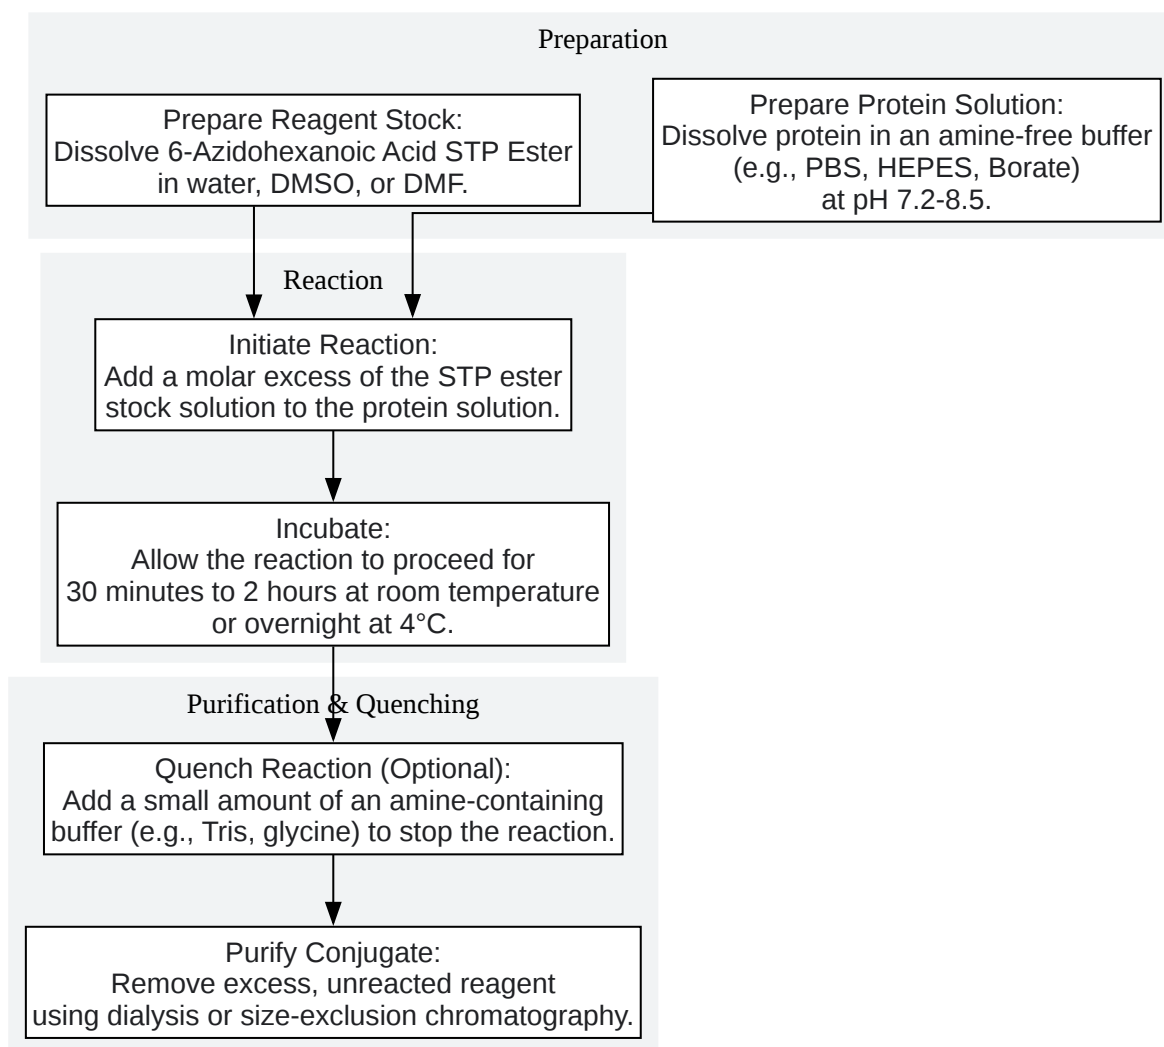 Preparation
Prepare Reagent Stock:
Dissolve 6-Azidohexanoic Acid STP Ester
in water, DMSO, or DMF.
Prepare Protein Solution:
Dissolve protein in an amine-free buffer
(e.g., PBS, HEPES, Borate)
at pH 7.2-8.5.
Reaction
Initiate Reaction:
Add a molar excess of the STP ester
stock solution to the protein solution.
Incubate:
Allow the reaction to proceed for
30 minutes to 2 hours at room temperature
or overnight at 4°C.
Purification & Quenching
Quench Reaction (Optional):
Add a small amount of an amine-containing
buffer (e.g., Tris, glycine) to stop the reaction.
Purify Conjugate:
Remove excess, unreacted reagent
using dialysis or size-exclusion chromatography.